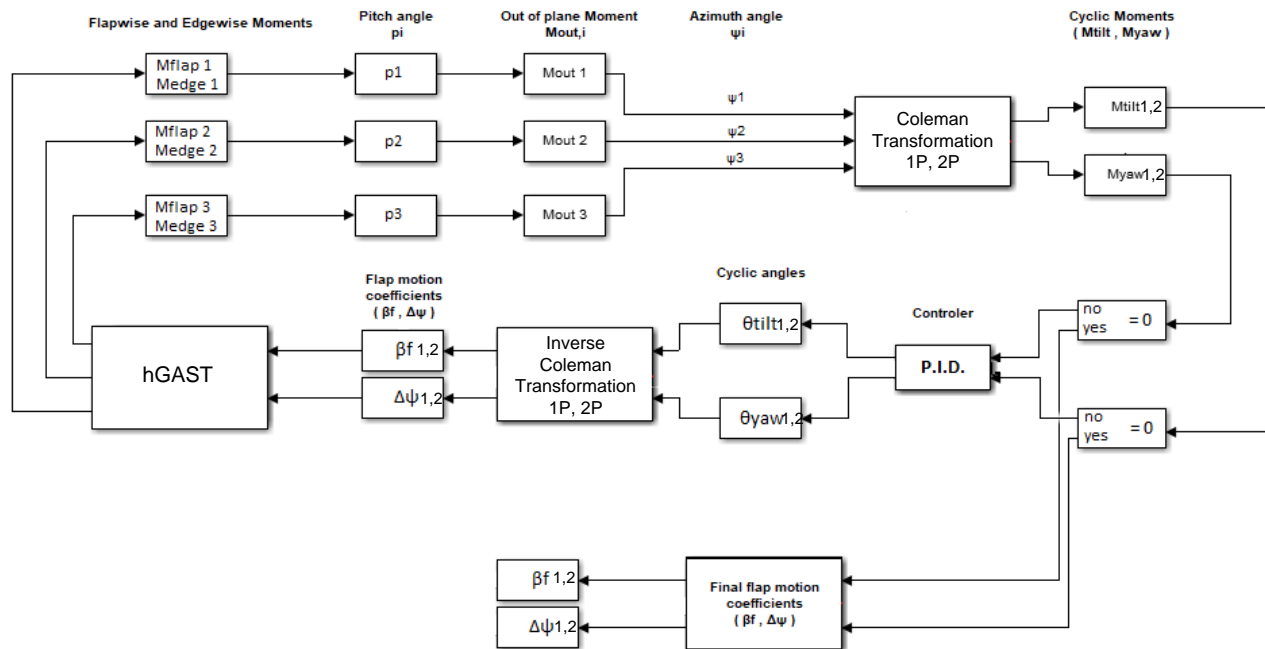 Flapwise and Edgewise Moments
Pitch angle
pi
Out of plane Moment
Mout,i
Azimuth angle
ψi
Cyclic Moments
( Mtilt , Myaw )
Mflap 1
Medge 1
p1
Mout 1
ψ1
Mflap 2
Medge 2
p2
Mout 2
ψ2
Mflap 3
Medge 3
p3
Mout 3
ψ3
Coleman
Transformation
1P, 2P
Mtilt1,2
Myaw1,2
Flap motion
coefficients
( βf , Δψ )
Cyclic angles
Controler
hGAST
βf 1,2
Δψ1,2
Inverse
Coleman
Transformation
1P, 2P
θtilt1,2
θyaw1,2
P.I.D.
no
yes = 0
no
yes = 0
βf 1,2
Δψ1,2
Final flap motion
coefficients
( βf , Δψ )